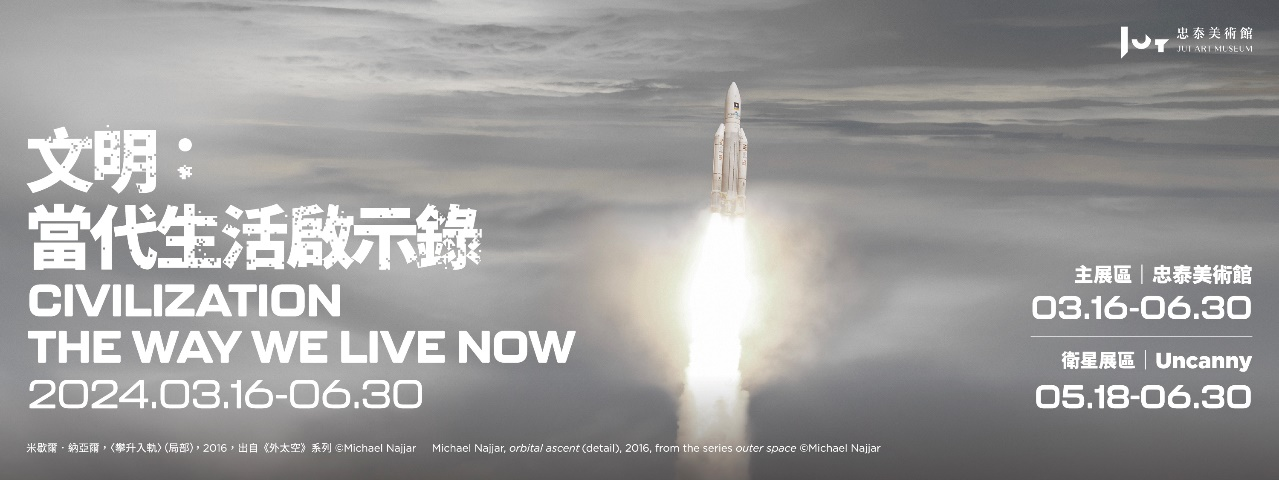 JUT 忠泰美術館
JUT ART MUSEUM
文明：
當代生活啟示錄
CIVILIZATION
THE WAY WE LIVE NOW
2024.03.16-06.30
主展區｜忠泰美術館
03.16-06.30
衛星展區｜Uncanny
05.18-06.30
米歇爾．納亞爾，〈攀升入軌〉（局部），2016，出自《外太空》系列 ©Michael Najjar Michael Najjar, orbital ascent (detail), 2016, from the series outer space ©Michael Najjar